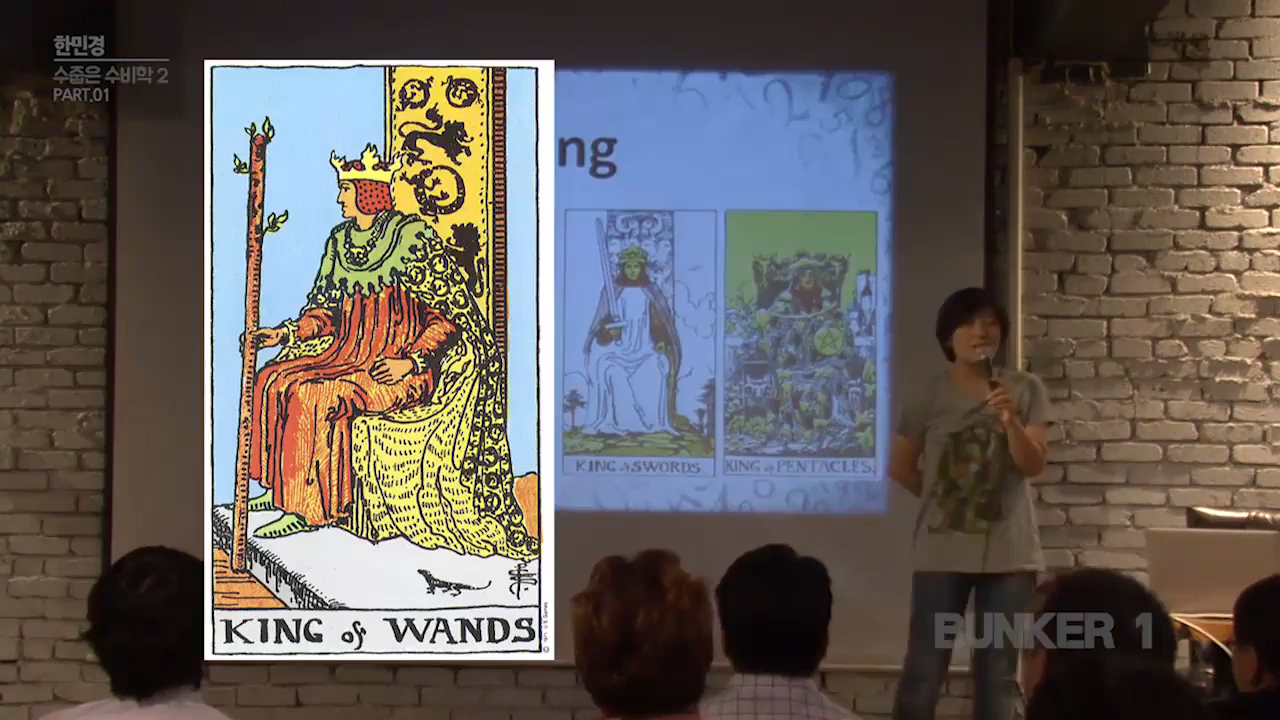 한민경
수줍은 수비학 2
PART.01
ng
KING of SWORDS
KING of PENTACLES.
KING of WANDS
BUNKER 1